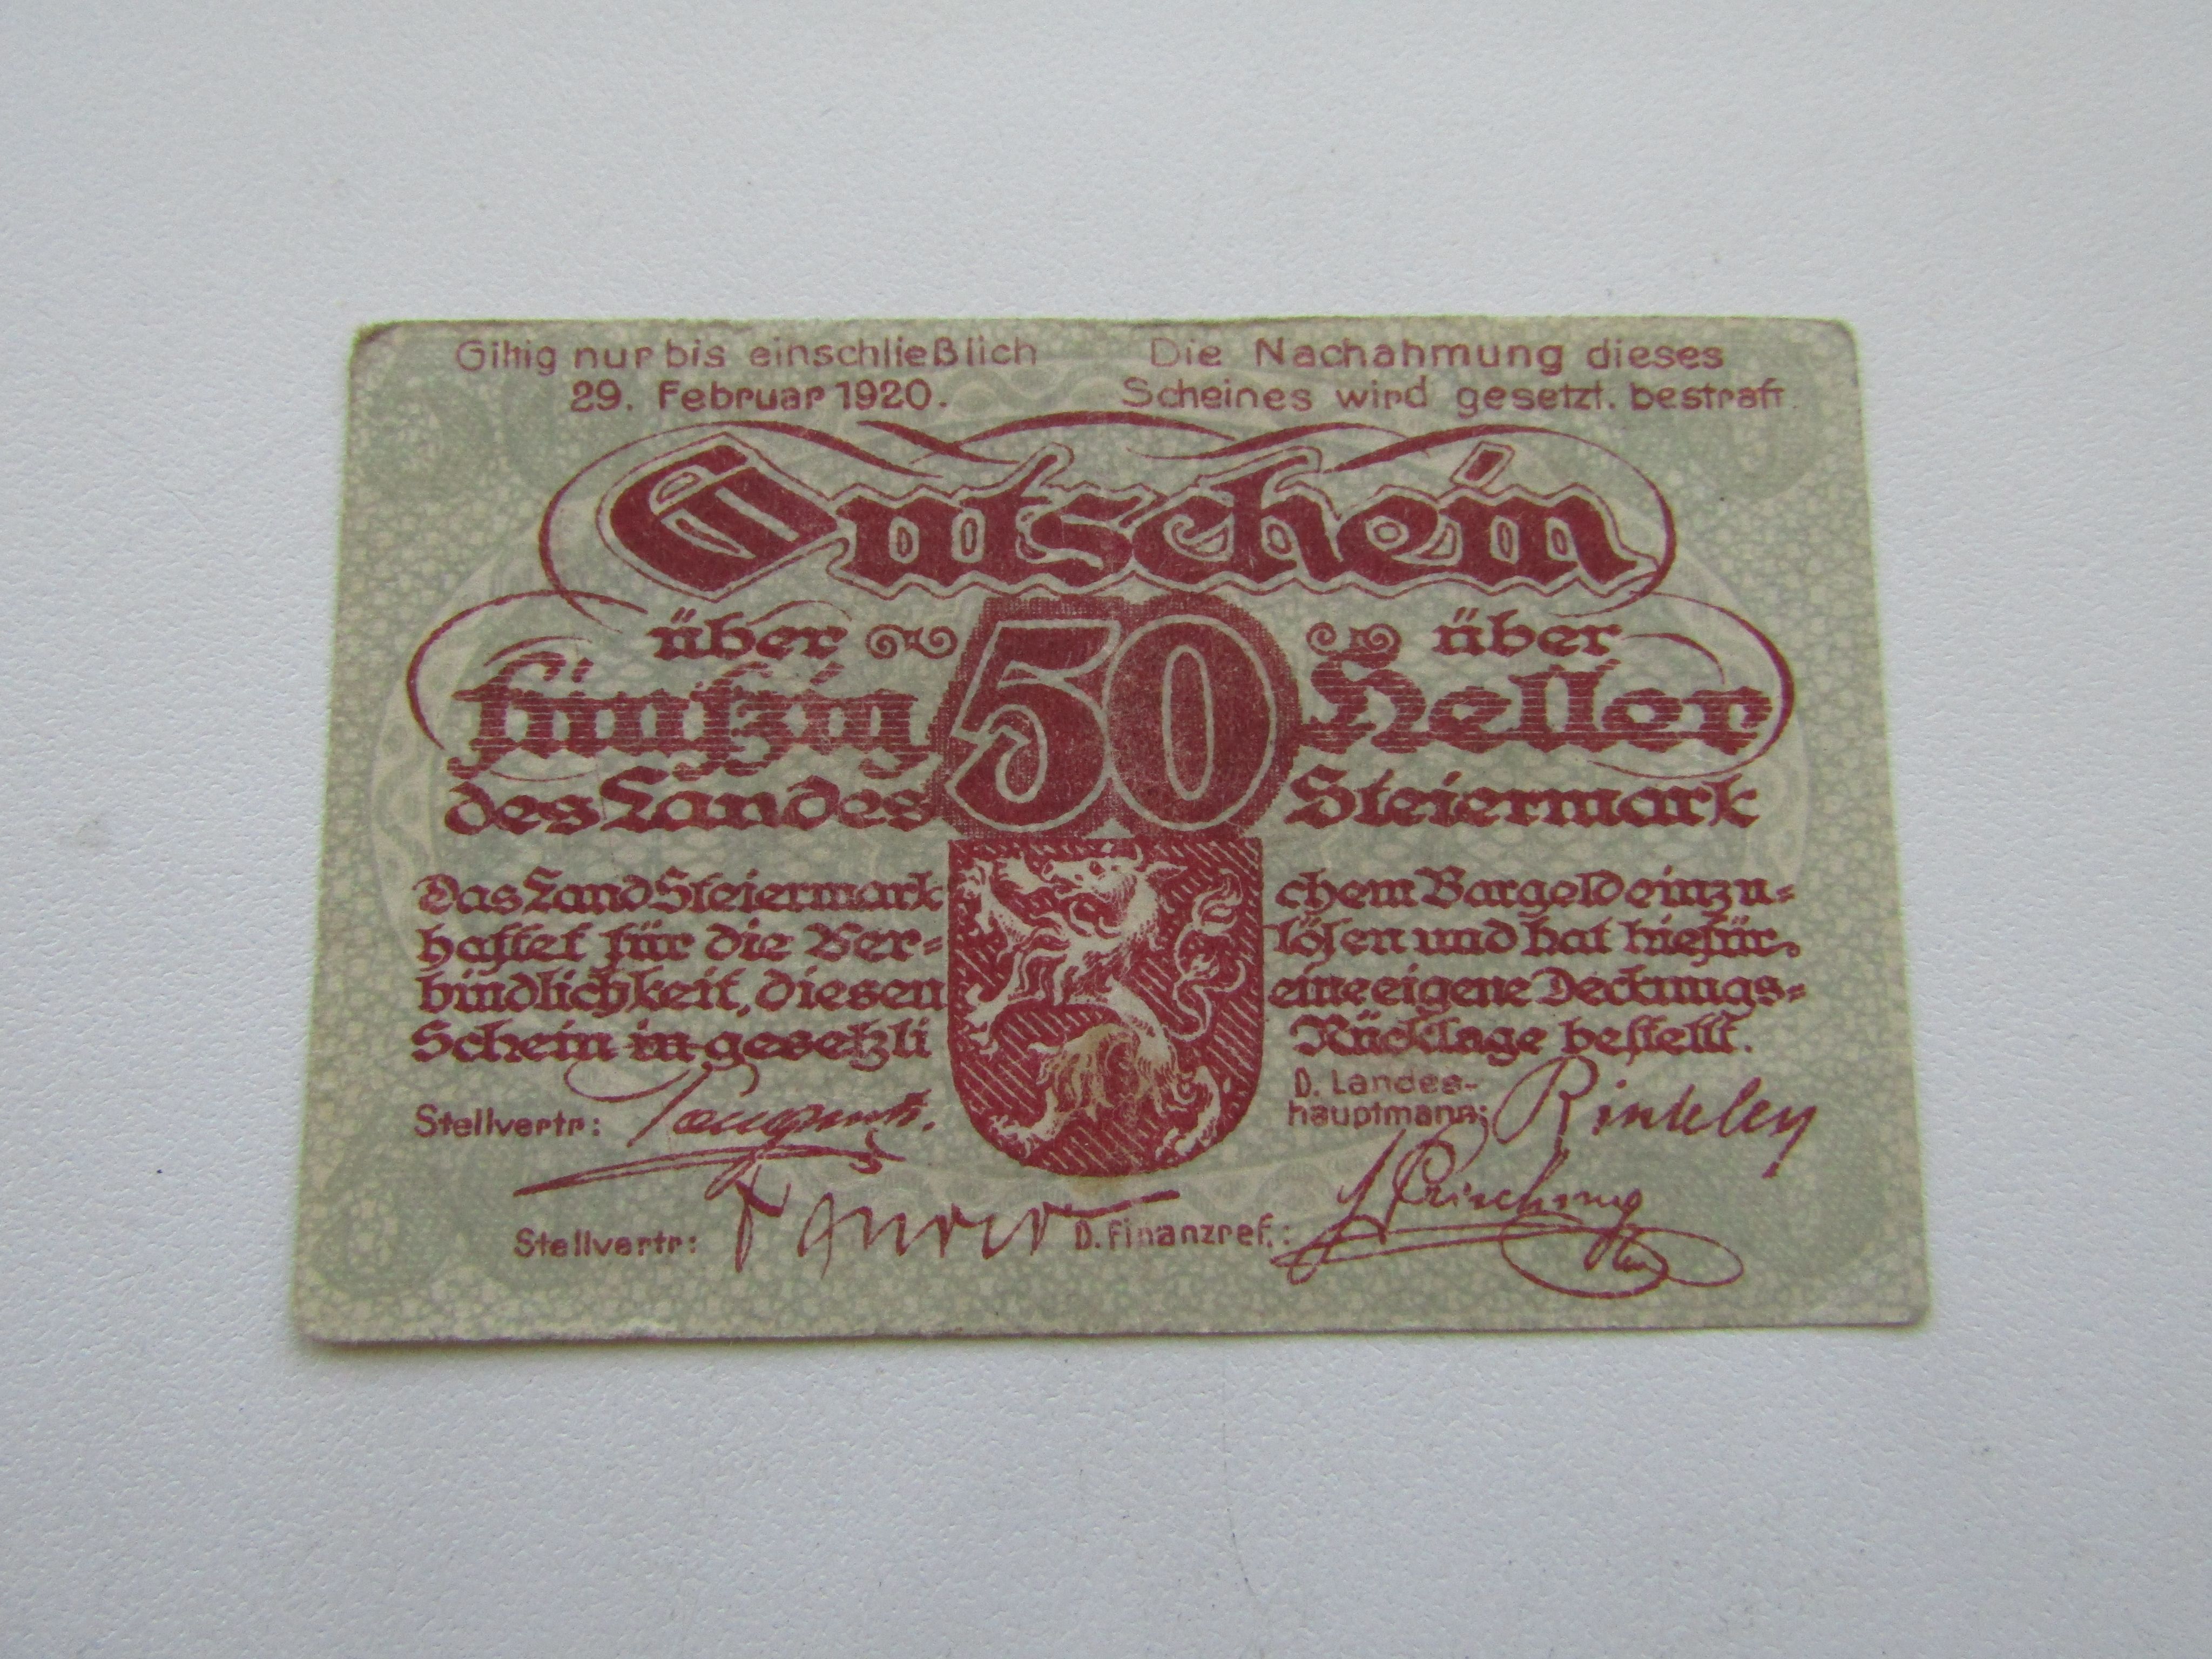 Giltig nur bis einschließlich
29. Februar 1920.
Die Nachahmung dieses
Scheines wird gesetzl. bestraft
Gutschein
über 50 über
fünfzig Heller
des Landes Steiermark
Das Land Steiermark
haftet für die Ver=
bindlichkeit, diesen
Schein in gesetzli
chem Bargeld einzu=
lösen und hat hiefür
eine eigene Deckungs=
Rücklage bestellt.
Stellvertr:
D. Landes-
hauptmann: Rintelen
Stellvertr:
D. Finanzref.: